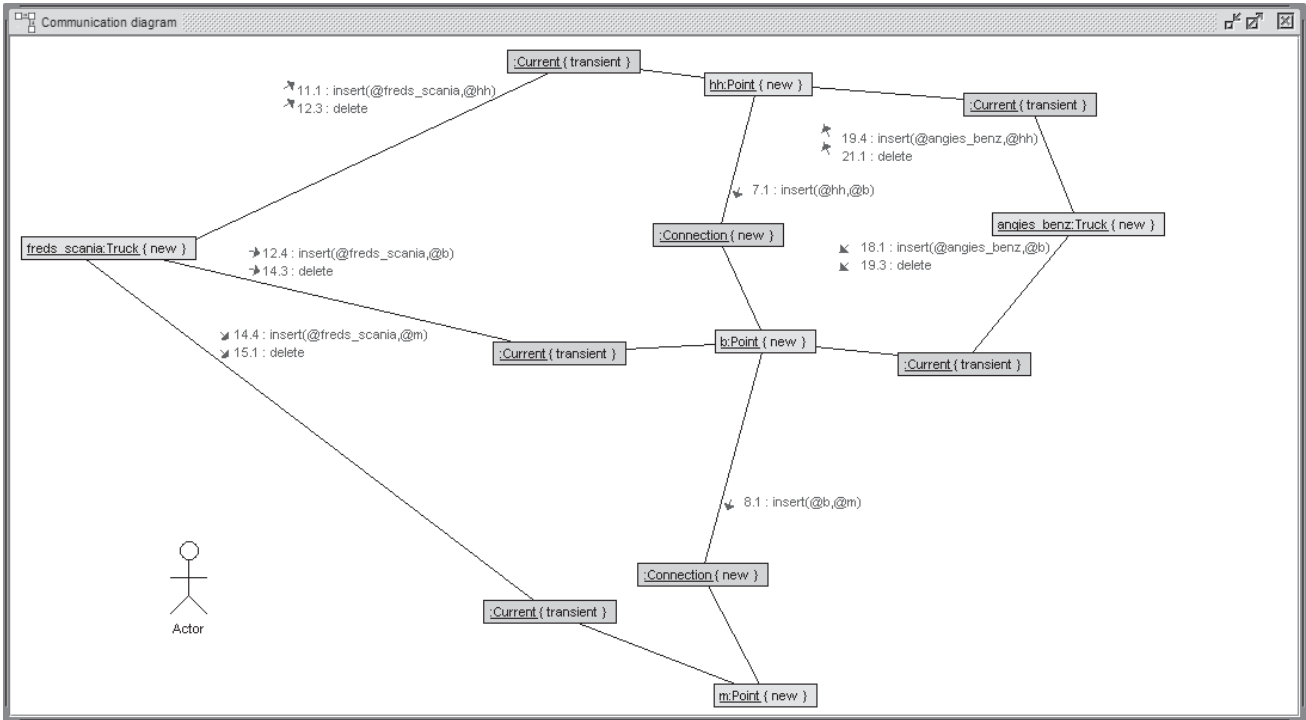 Communication diagram
:Current { transient }
hh:Point { new }
:Current { transient }
11.1 : insert(@freds_scania,@hh)
12.3 : delete
19.4 : insert(@angies_benz,@hh)
21.1 : delete
7.1 : insert(@hh,@b)
:Connection { new }
angies_benz:Truck { new }
freds_scania:Truck { new }
12.4 : insert(@freds_scania,@b)
14.3 : delete
18.1 : insert(@angies_benz,@b)
19.3 : delete
14.4 : insert(@freds_scania,@m)
15.1 : delete
:Current { transient }
b:Point { new }
:Current { transient }
8.1 : insert(@b,@m)
:Connection { new }
:Current { transient }
Actor
m:Point { new }